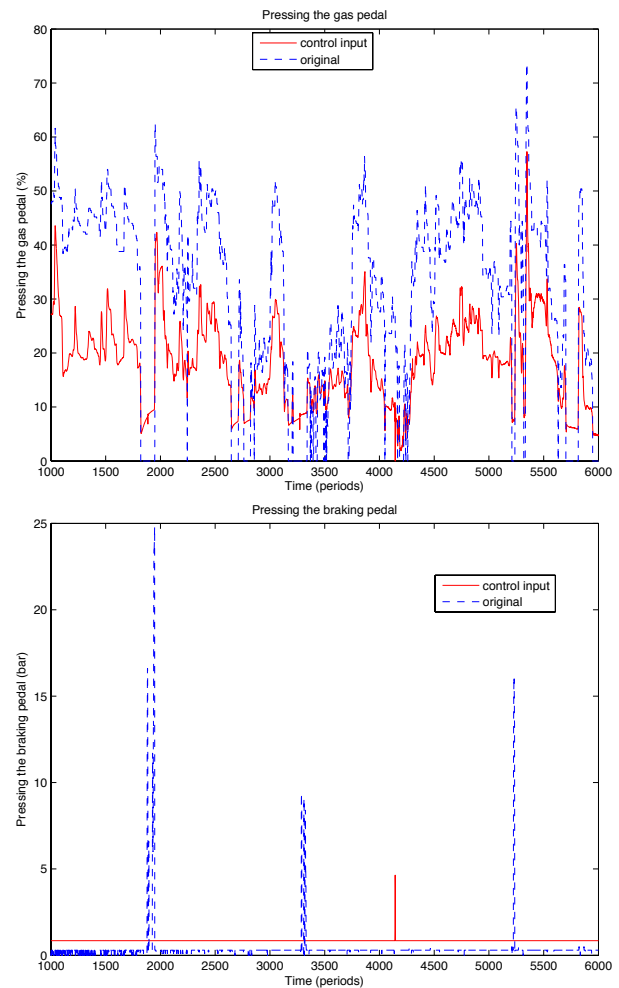 Pressing the gas pedal
80
70
60
50
40
30
20
10
0
Pressing the gas pedal (%)
control input
original
1000 1500 2000 2500 3000 3500 4000 4500 5000 5500 6000
Time (periods)
Pressing the braking pedal
25
20
15
10
5
0
Pressing the braking pedal (bar)
control input
original
1000 1500 2000 2500 3000 3500 4000 4500 5000 5500 6000
Time (periods)